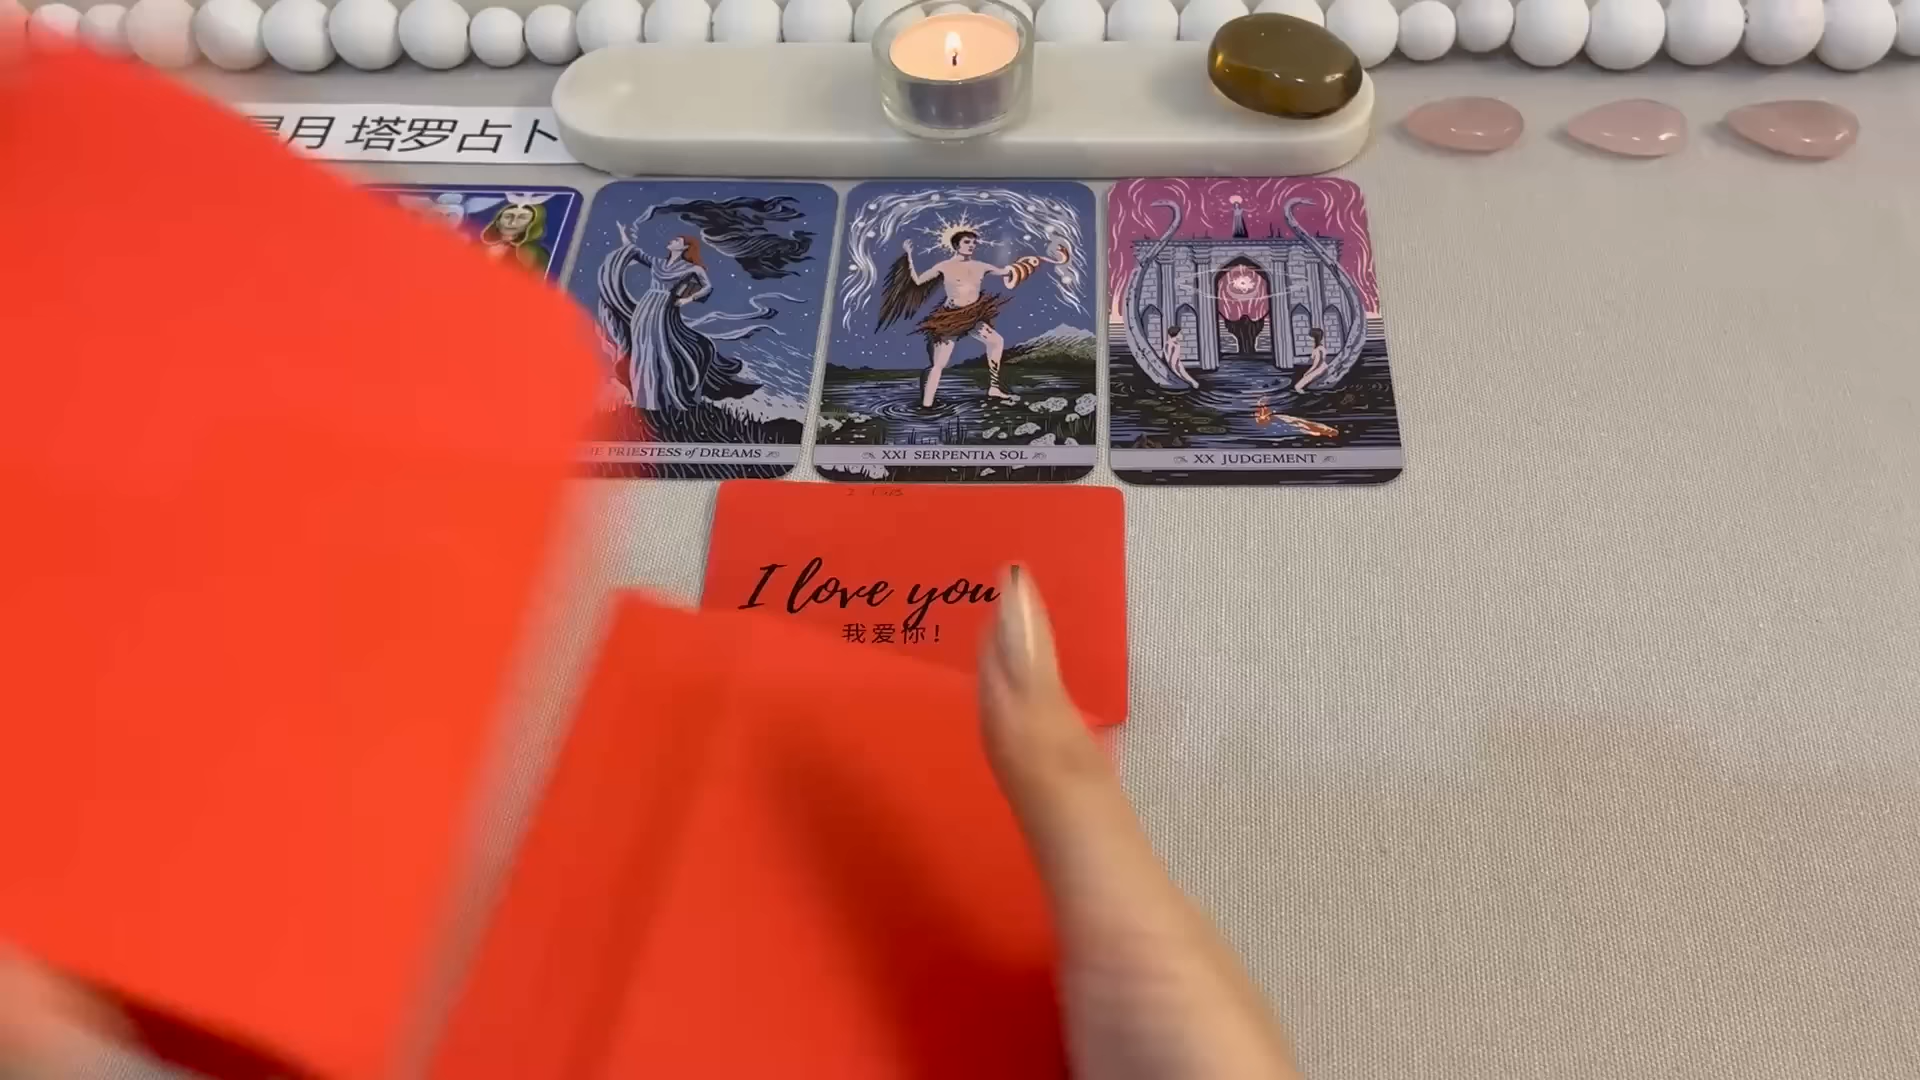 月 塔罗占卜
PRIESTESS of DREAMS
XXI SERPENTIA SOL
XX JUDGEMENT
I love you
我爱你！